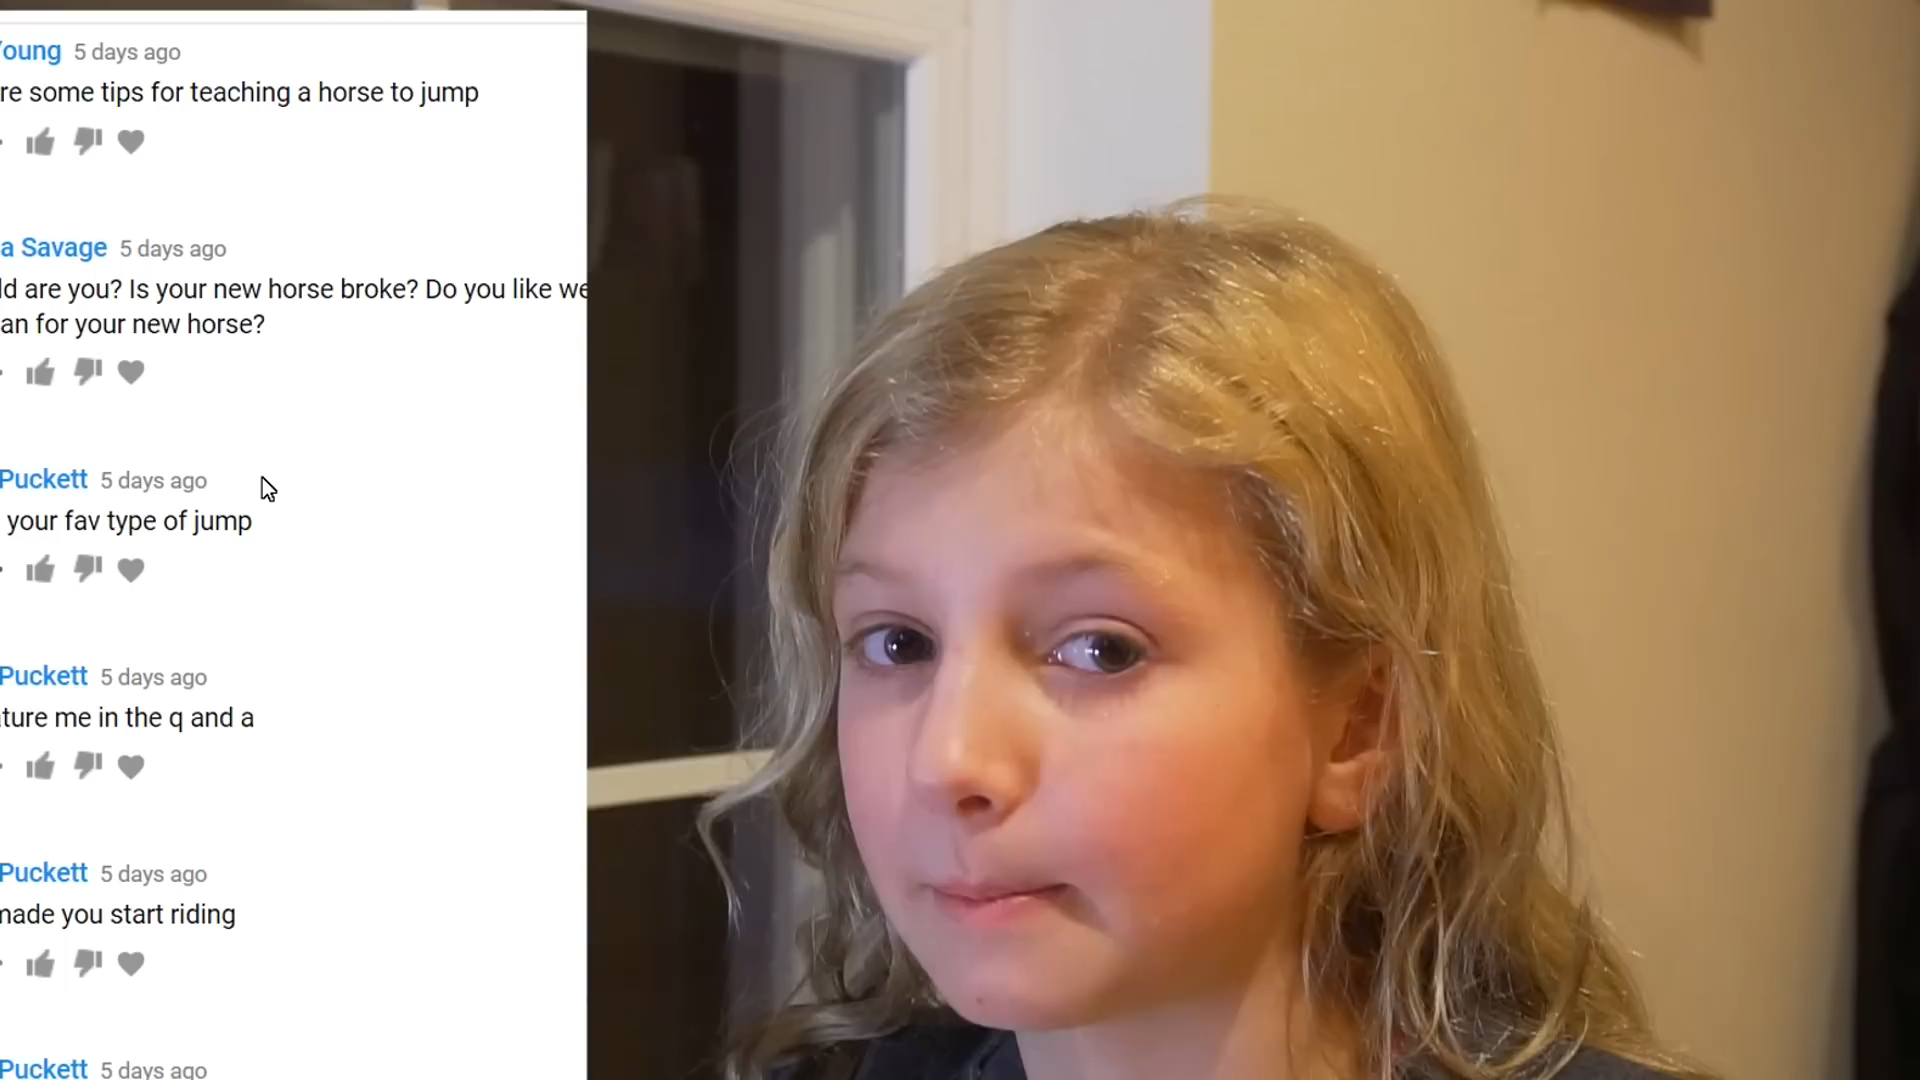 oung 5 days ago
re some tips for teaching a horse to jump
a Savage 5 days ago
ld are you? Is your new horse broke? Do you like we
an for your new horse?
Puckett 5 days ago
your fav type of jump
Puckett 5 days ago
ture me in the q and a
Puckett 5 days ago
made you start riding
Puckett 5 days ago